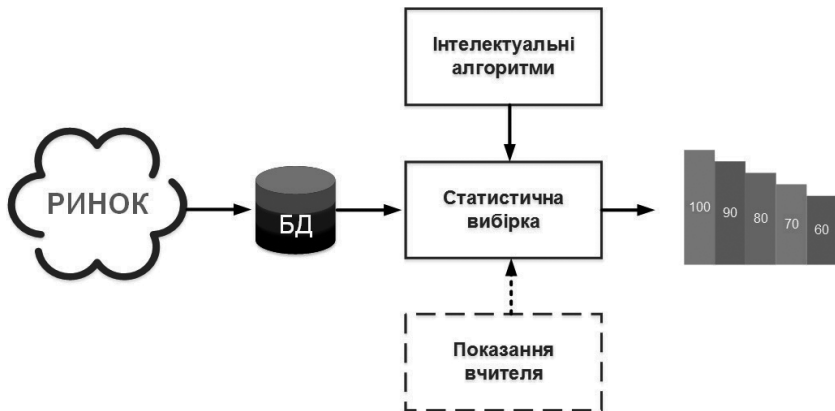 Інтелектуальні
алгоритми
РИНОК
БД
Статистична
вибірка
100
90
80
70
60
Показання
вчителя